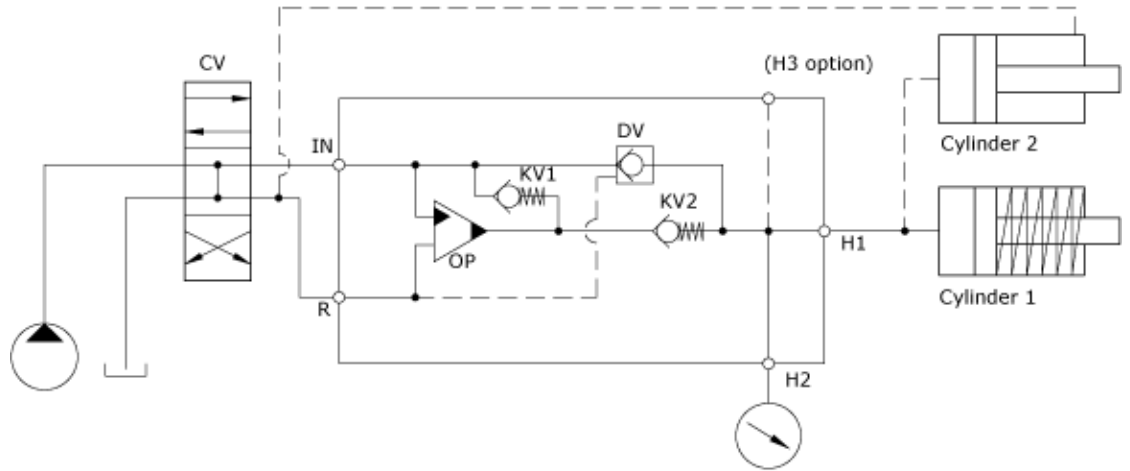 CV
(H3 option)
IN
DV
KV1
KV2
Cylinder 2
OP
H1
R
Cylinder 1
H2